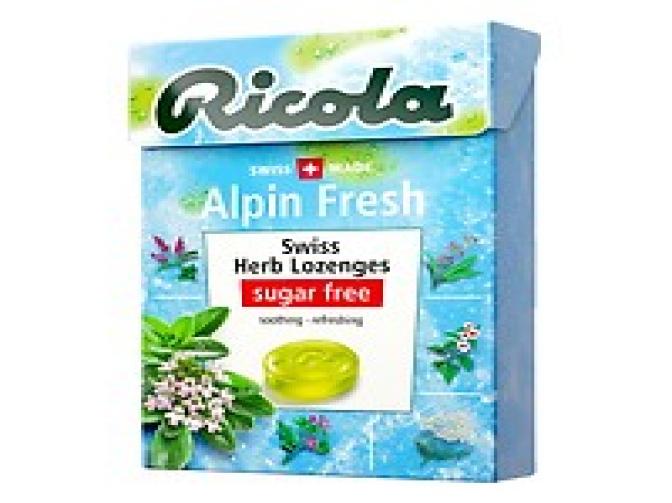 Ricola
SWISS MADE
Alpin Fresh
Swiss
Herb Lozenges
sugar free
soothing - refreshing